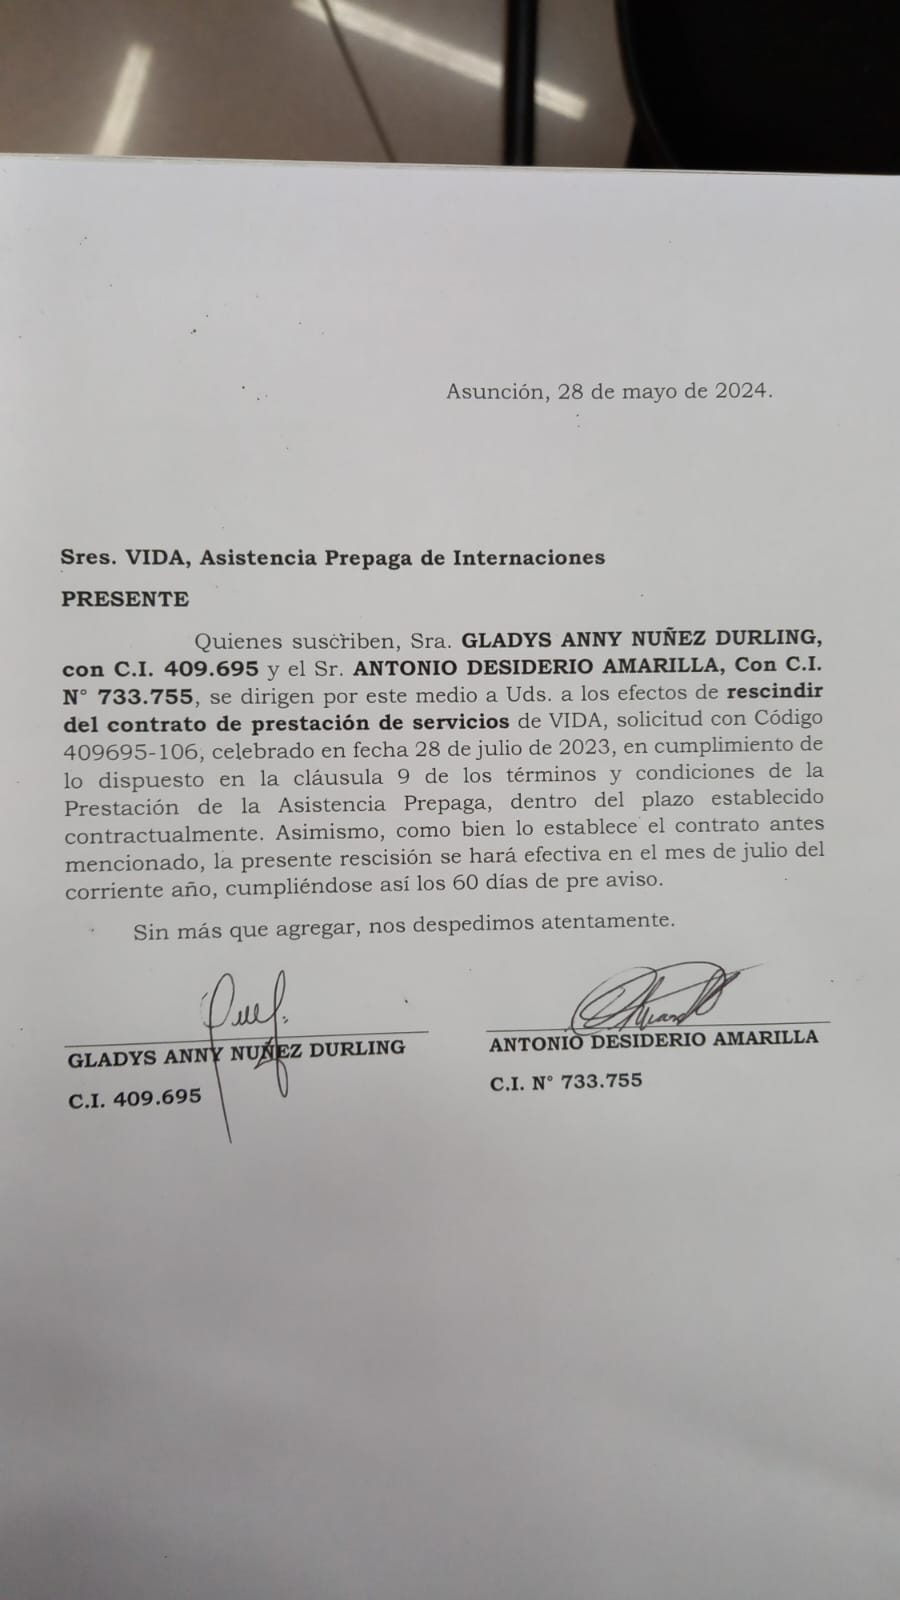 Asunción, 28 de mayo de 2024.
Sres. VIDA, Asistencia Prepaga de Internaciones
PRESENTE
Quienes suscriben, Sra. GLADYS ANNY NUÑEZ DURLING,
con C.I. 409.695 y el Sr. ANTONIO DESIDERIO AMARILLA, Con C.I.
N° 733.755, se dirigen por este medio a Uds. a los efectos de rescindir
del contrato de prestación de servicios de VIDA, solicitud con Código
409695-106, celebrado en fecha 28 de julio de 2023, en cumplimiento de
lo dispuesto en la cláusula 9 de los términos y condiciones de la
Prestación de la Asistencia Prepaga, dentro del plazo establecido
contractualmente. Asimismo, como bien lo establece el contrato antes
mencionado, la presente rescisión se hará efectiva en el mes de julio del
corriente año, cumpliéndose así los 60 días de pre aviso.
Sin más que agregar, nos despedimos atentamente.
GLADYS ANNY NUÑEZ DURLING
C.I. 409.695
ANTONIO DESIDERIO AMARILLA
C.I. N° 733.755